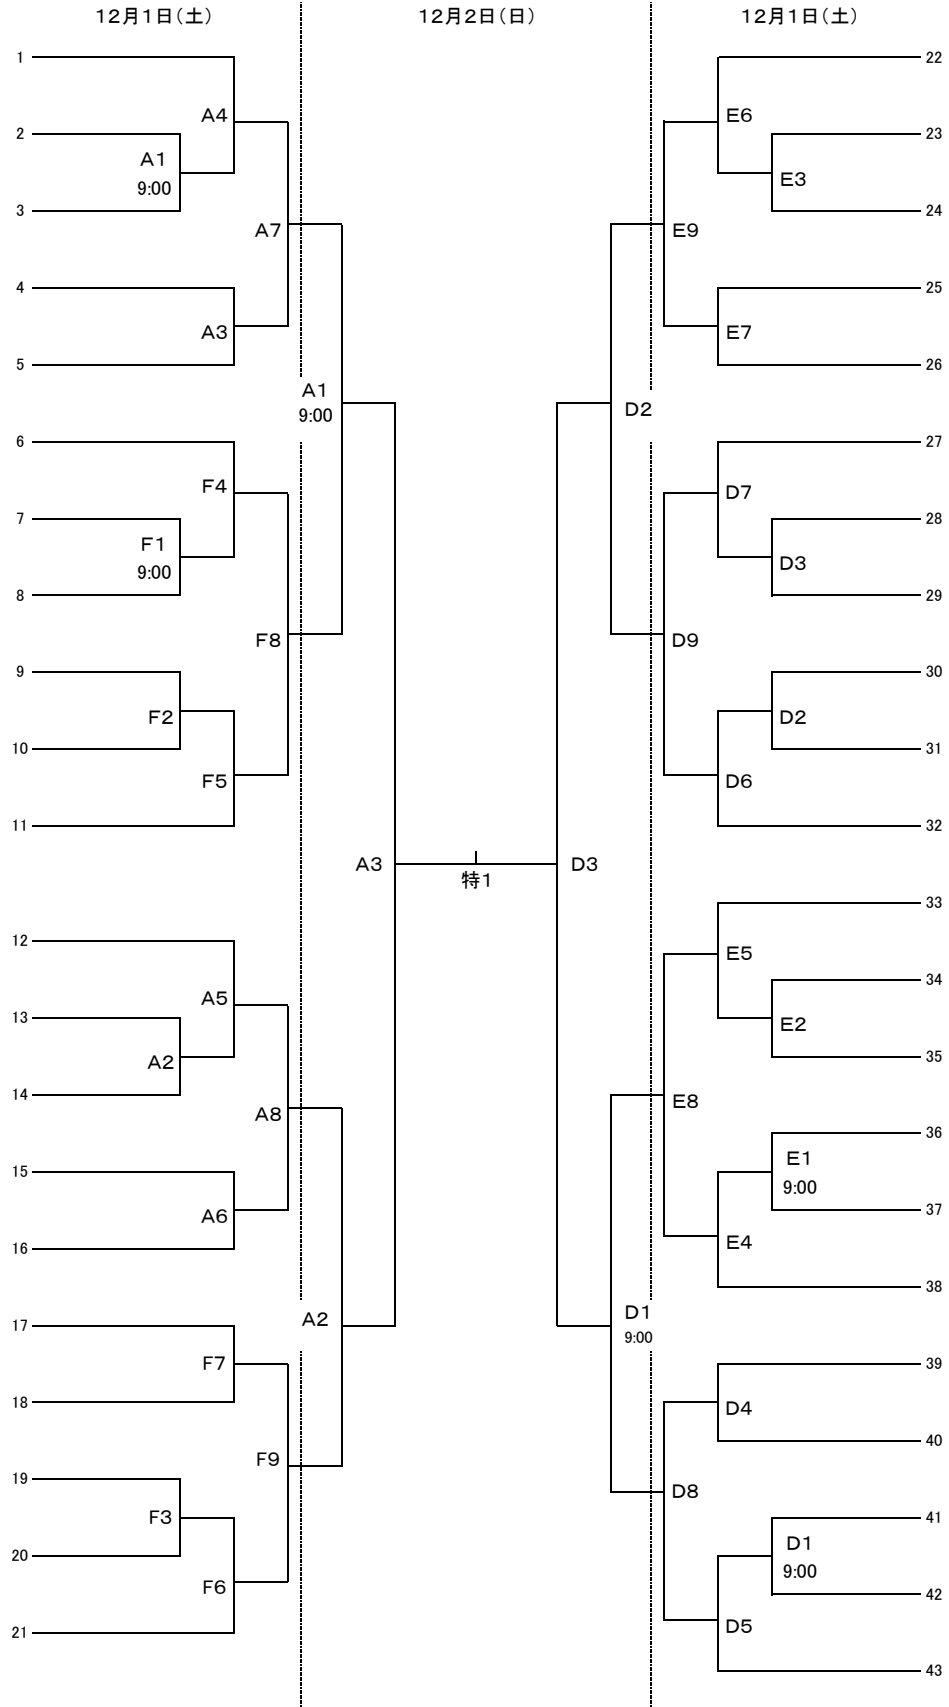 12月1日（土）
12月2日（日）
12月1日（土）
1
A4
2
A1
9:00
3
A7
4
A3
5
A1
9:00
6
F4
7
F1
9:00
8
F8
9
F2
10
F5
11
A3
特1
D3
12
A5
13
A2
14
A8
15
A6
16
A2
17
F7
18
F9
19
F3
20
F6
21
22
E6
23
E3
24
E9
25
E7
26
D2
27
D7
28
D3
29
D9
30
D2
31
D6
32
33
E5
34
E2
35
E8
36
E1
9:00
37
E4
38
D1
9:00
39
D4
40
D8
41
D1
9:00
42
D5
43